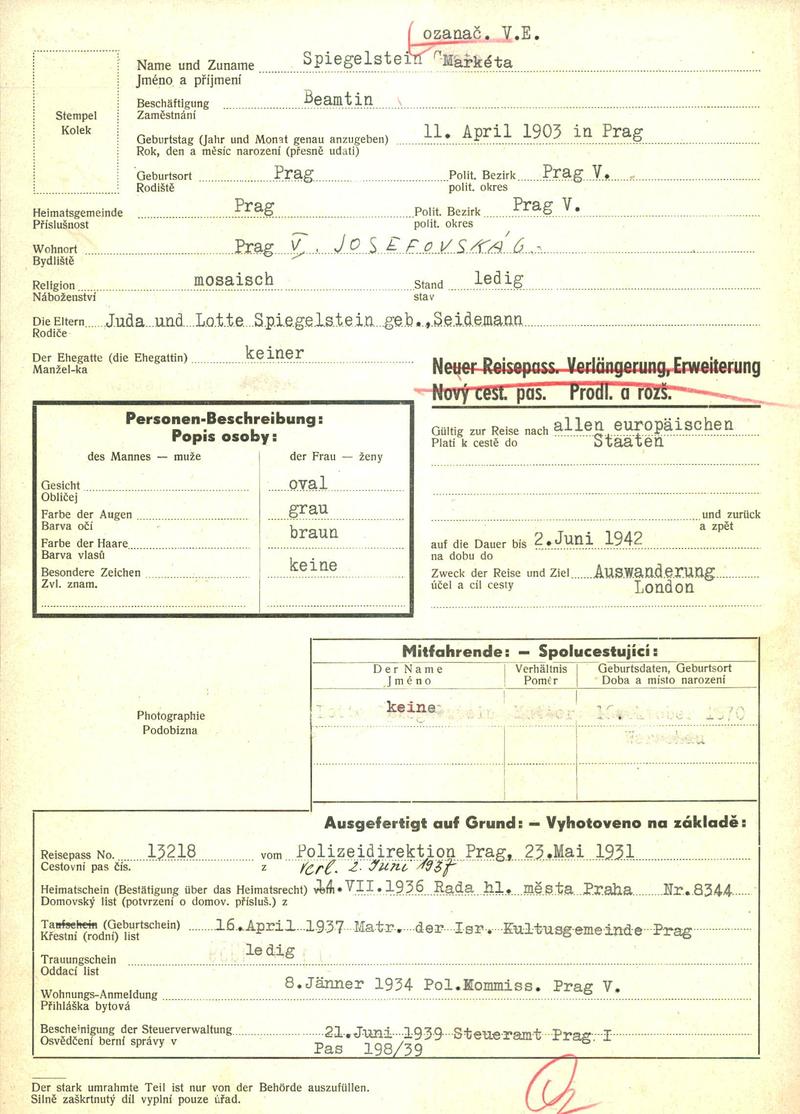 ozanač. V.E.
Name und Zuname Spiegelstein Markéta
Jméno a příjmení
Beschäftigung Beamtin
Zaměstnání
Stempel
Kolek
Geburtstag (Jahr und Monat genau anzugeben) 11. April 1903 in Prag
Rok, den a měsíc narození (přesně udati)
Geburtsort Prag Polit. Bezirk Prag V.
Rodiště polit. okres
Heimatsgemeinde Prag Polit. Bezirk Prag V.
Příslušnost polit. okres
Wohnort Prag V. JOSEFOVSKÁ 6.-
Bydliště
Religion mosaisch Stand ledig
Náboženství stav
Die Eltern Juda und Lotte Spiegelstein geb., Seidemann
Rodiče
Der Ehegatte (die Ehegattin) keiner
Manžel-ka
Neuer Reisepass. Verlängerung, Erweiterung
Nový cest. pas. Prodl. a rozš.
Personen-Beschreibung:
Popis osoby:
des Mannes — muže der Frau — ženy
Gesicht oval
Obličej
Farbe der Augen grau
Barva očí
Farbe der Haare braun
Barva vlasů
Besondere Zeichen keine
Zvl. znam.
Gültig zur Reise nach allen europäischen
Platí k cestě do Staaten
und zurück
a zpět
auf die Dauer bis 2. Juni 1942
na dobu do
Zweck der Reise und Ziel Auswanderung
účel a cíl cesty London
Photographie
Podobizna
Mitfahrende: — Spolucestující:
Der Name Verhältnis Geburtsdaten, Geburtsort
Jméno Poměr Doba a místo narození
keine
Lotte Spiegelstein Mutter 1870
Warschau
Ausgefertigt auf Grund: — Vyhotoveno na základě:
Reisepass No. 13218 vom Polizeidirektion Prag, 23.Mai 1931
Cestovní pas čís. z verl. 2. Juni 1937
Heimatschein (Bestätigung über das Heimatsrecht) 14.VII.1936 Rada hl. města Praha Nr.8344
Domovský list (potvrzení o domov. přísluš.) z
Taufschein (Geburtschein) 16.April 1937 Matr. der Isr. Kultusgemeinde Prag
Křestní (rodní) list
Trauungschein ledig
Oddací list
Wohnungs-Anmeldung 8.Jänner 1934 Pol.Kommiss. Prag V.
Přihláška bytová
Bescheinigung der Steuerverwaltung 21.Juni 1939 Steueramt Prag I
Osvědčení berní správy v Pas 198/39
Der stark umrahmte Teil ist nur von der Behörde auszufüllen.
Silně zaškrtnutý díl vyplní pouze úřad.